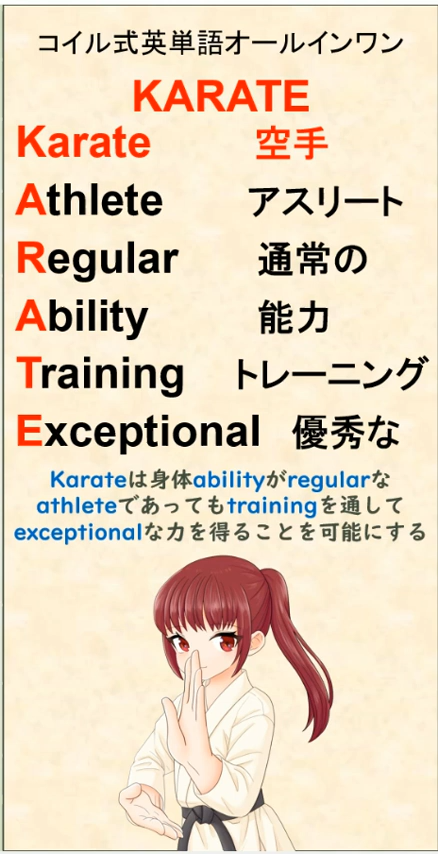 コイル式英単語オールインワン
KARATE
Karate 空手
Athlete アスリート
Regular 通常の
Ability 能力
Training トレーニング
Exceptional 優秀な
Karateは身体abilityがregularな
athleteであってもtrainingを通して
exceptionalな力を得ることを可能にする